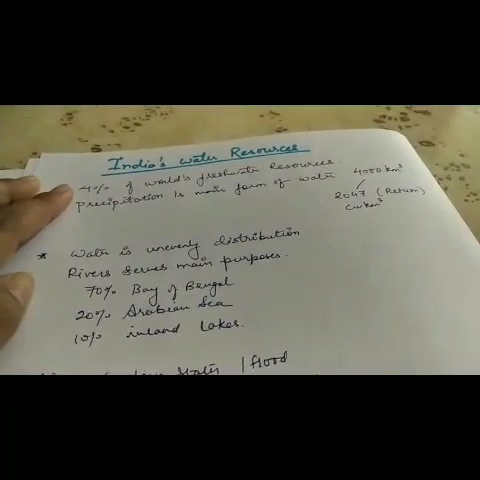 India's Water Resources
4% of world's freshwater Resources.
Precipitation is main form of water
4000 km³
2047 (Return)
cu km³
* Water is unevenly distribution
Rivers serves main purposes.
70% Bay of Bengal
20% Arabian Sea
10% inland Lakes.
State / flood